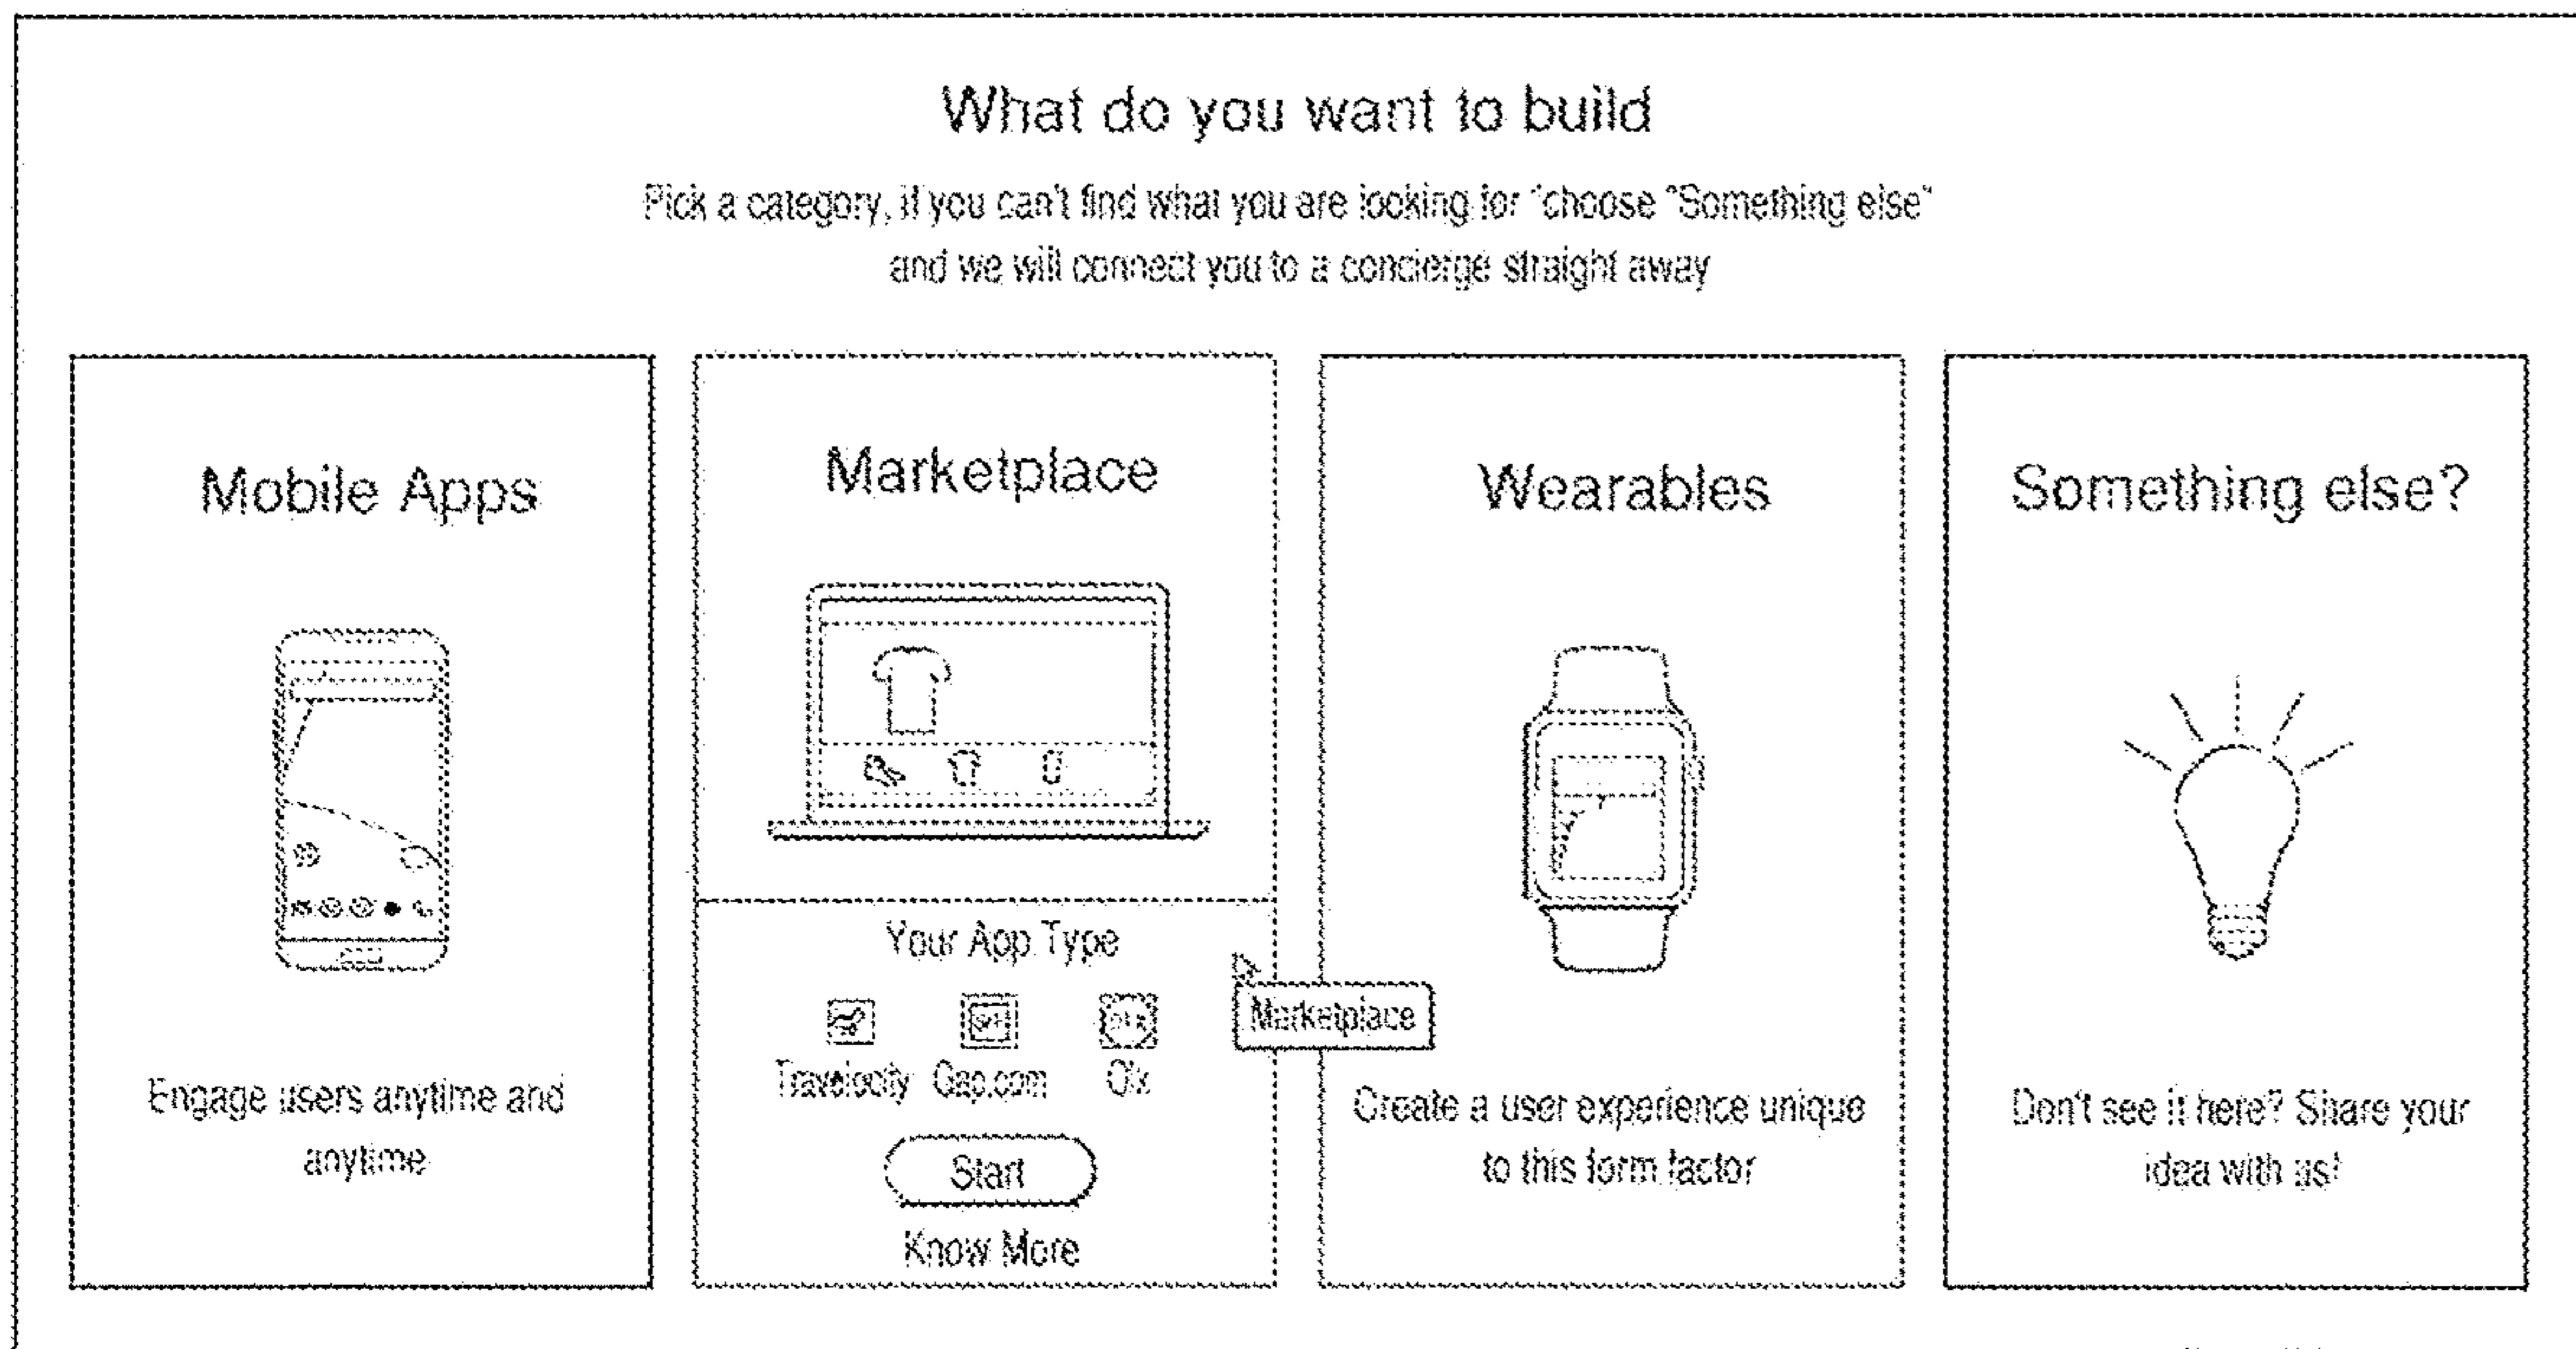 What do you want to build
Pick a category, if you can't find what you are looking for "choose "Something else"
and we will connect you to a concierge straight away
Mobile Apps
Engage users anytime and
anytime
Marketplace
Your App Type
Travelocity Gap.com Olx
Start
Know More
Marketplace
Wearables
Create a user experience unique
to this form factor
Something else?
Don't see it here? Share your
idea with us!